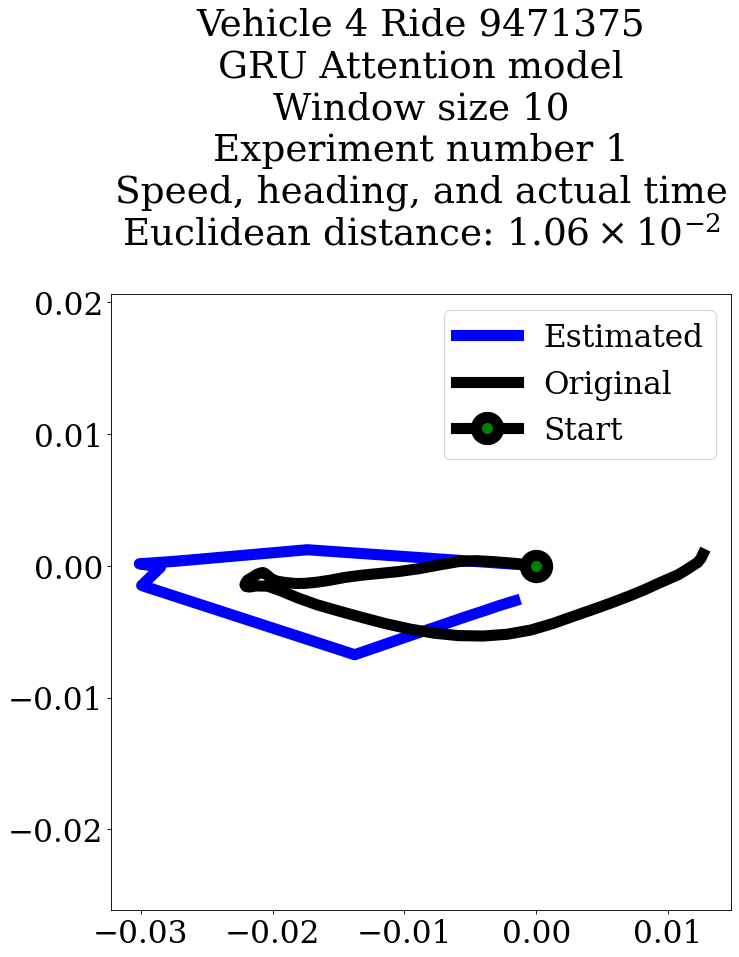 Vehicle 4 Ride 9471375
GRU Attention model
Window size 10
Experiment number 1
Speed, heading, and actual time
Euclidean distance: 1.06 × 10⁻²
0.02
Estimated
Original
0.01
Start
0.00
−0.01
−0.02
−0.03 −0.02 −0.01 0.00 0.01